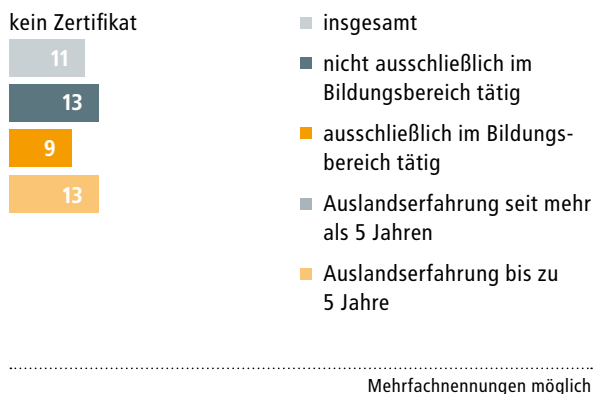 kein Zertifikat
11
13
9
13
insgesamt
nicht ausschließlich im
Bildungsbereich tätig
ausschließlich im Bildungs-
bereich tätig
Auslandserfahrung seit mehr
als 5 Jahren
Auslandserfahrung bis zu
5 Jahre
Mehrfachnennungen möglich